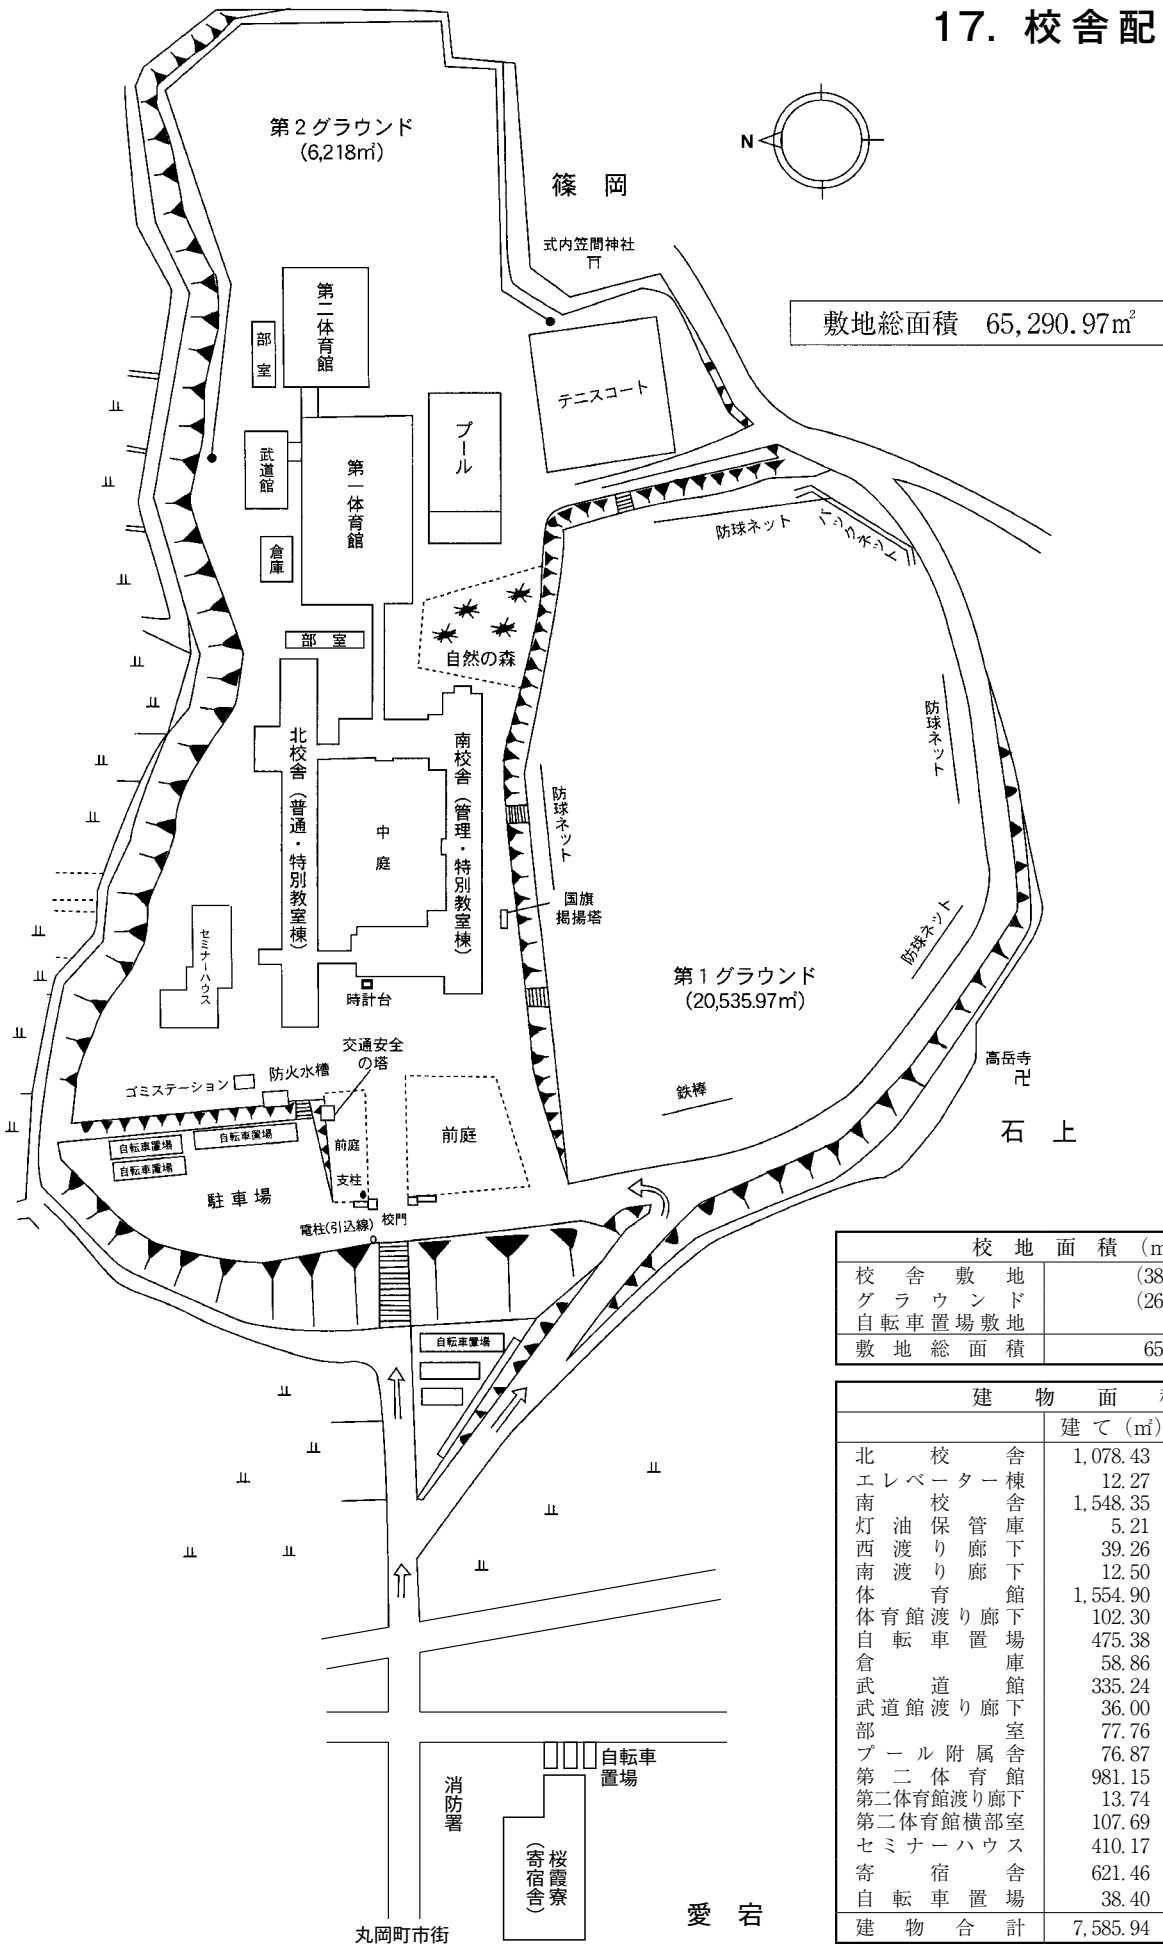 17. 校舎配
第２グラウンド
(6,218㎡)
N
篠岡
式内笠間神社
敷地総面積 65,290.97㎡
第二体育館
部室
テニスコート
プール
武道館
第一体育館
防球ネット
バックネット
倉庫
部室
自然の森
北校舎（普通・特別教室棟）
南校舎（管理・特別教室棟）
中庭
防球ネット
防球ネット
国旗
掲揚塔
防球ネット
セミナーハウス
第１グラウンド
(20,535.97㎡)
時計台
交通安全
の塔
高岳寺
防火水槽
ゴミステーション
鉄棒
石上
前庭
前庭
自転車置場
自転車置場
自転車置場
支柱
駐車場
校門
電柱(引込線)
自転車置場
校地面積（m
校舎敷地 (38
グラウンド (26
自転車置場敷地
敷地総面積 65
建物面
建て（㎡）
北校舎 1,078.43
エレベーター棟 12.27
南校舎 1,548.35
灯油保管庫 5.21
西渡り廊下 39.26
南渡り廊下 12.50
体育館 1,554.90
体育館渡り廊下 102.30
自転車置場 475.38
倉庫 58.86
武道館 335.24
武道館渡り廊下 36.00
部室 77.76
プール附属舎 76.87
第二体育館 981.15
第二体育館渡り廊下 13.74
第二体育館横部室 107.69
セミナーハウス 410.17
寄宿舎 621.46
自転車置場 38.40
建物合計 7,585.94
自転車
置場
消防署
桜霞寮
（寄宿舎）
愛宕
丸岡町市街